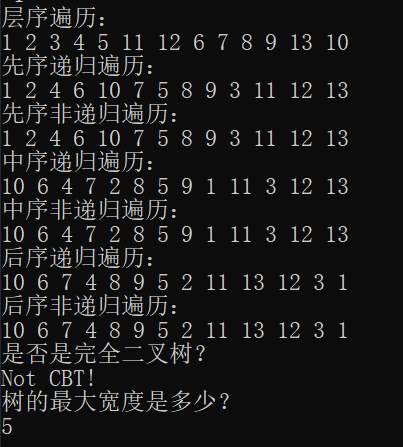 层序遍历：
1 2 3 4 5 11 12 6 7 8 9 13 10
先序递归遍历：
1 2 4 6 10 7 5 8 9 3 11 12 13
先序非递归遍历：
1 2 4 6 10 7 5 8 9 3 11 12 13
中序递归遍历：
10 6 4 7 2 8 5 9 1 11 3 12 13
中序非递归遍历：
10 6 4 7 2 8 5 9 1 11 3 12 13
后序递归遍历：
10 6 7 4 8 9 5 2 11 13 12 3 1
后序非递归遍历：
10 6 7 4 8 9 5 2 11 13 12 3 1
是否是完全二叉树？
Not CBT!
树的最大宽度是多少？
5